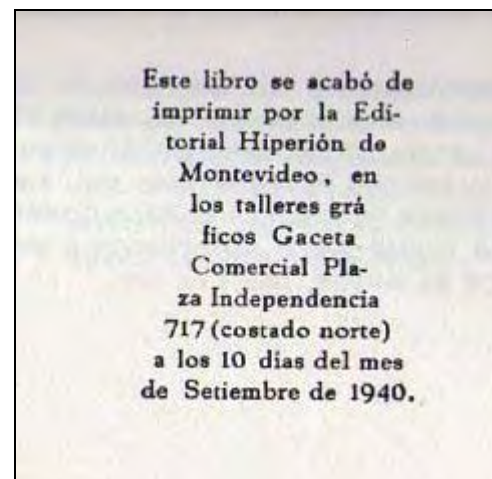 Este libro se acabó de
imprimir por la Edi-
torial Hiperión de
Montevideo, en
los talleres grá
ficos Gaceta
Comercial Pla-
za Independencia
717 (costado norte)
a los 10 días del mes
de Setiembre de 1940.